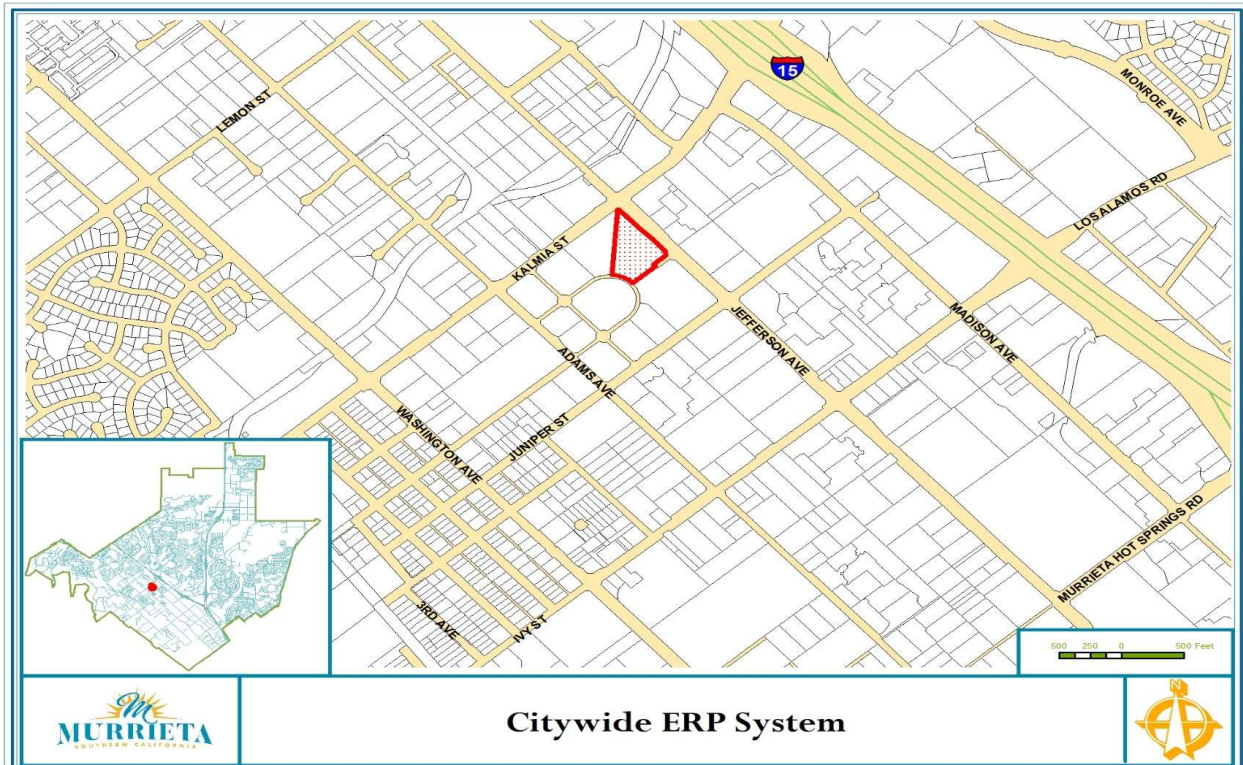 15
MONROE AVE
LEMON ST
LOS ALAMOS RD
KALMIA ST
JEFFERSON AVE
MADISON AVE
ADAMS AVE
WASHINGTON AVE
JUNIPER ST
MURRIETA HOT SPRINGS RD
3RD AVE
IVY ST
500 250 0 500 Feet
M
MURRIETA
SOUTHERN CALIFORNIA
Citywide ERP System
N